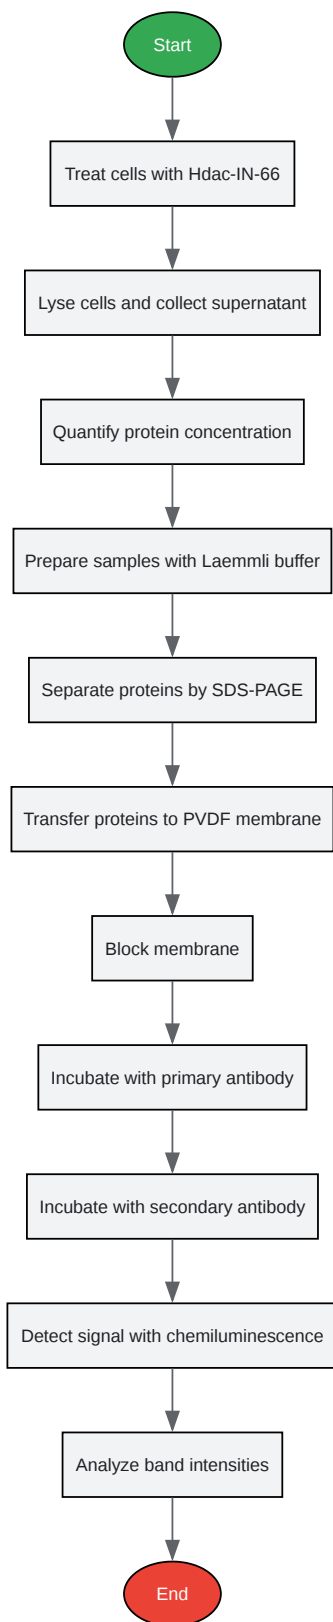 Start
Treat cells with Hdac-IN-66
Lyse cells and collect supernatant
Quantify protein concentration
Prepare samples with Laemmli buffer
Separate proteins by SDS-PAGE
Transfer proteins to PVDF membrane
Block membrane
Incubate with primary antibody
Incubate with secondary antibody
Detect signal with chemiluminescence
Analyze band intensities
End